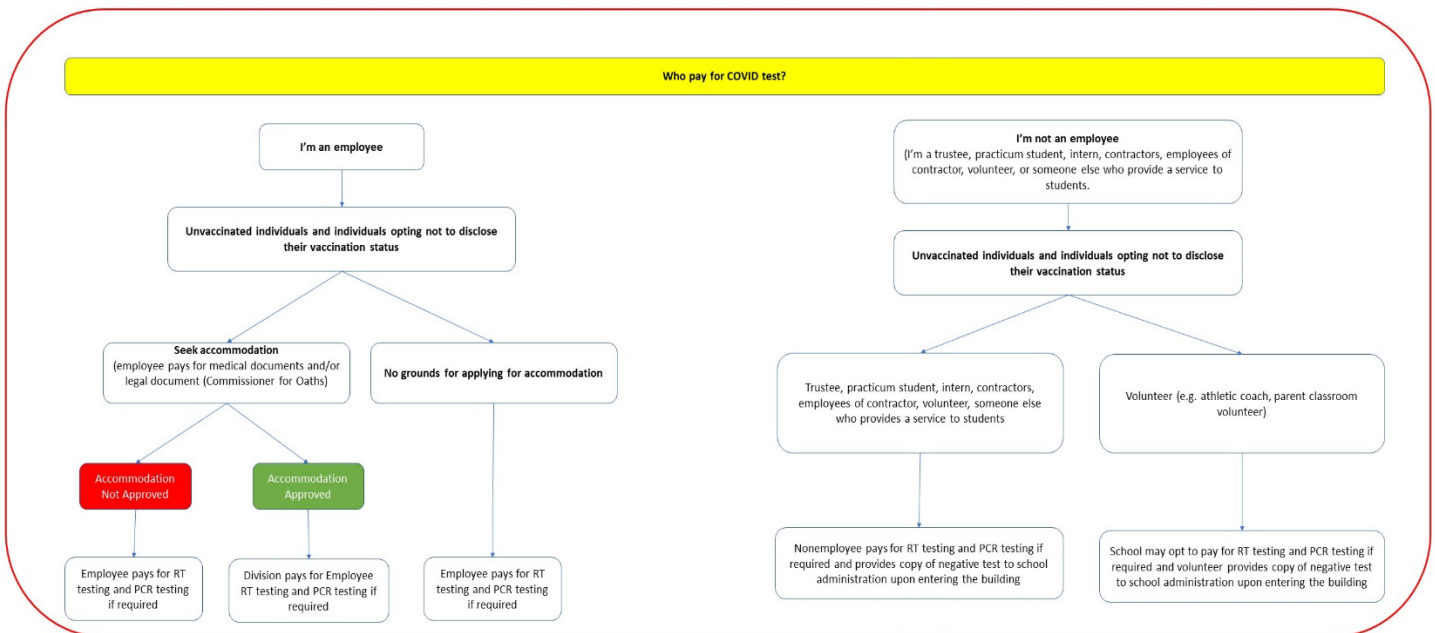 Who pay for COVID test?
I'm an employee
I'm not an employee
(I'm a trustee, practicum student, intern, contractors, employees of
contractor, volunteer, or someone else who provide a service to
students.
Unvaccinated individuals and individuals opting not to disclose
their vaccination status
Unvaccinated individuals and individuals opting not to disclose
their vaccination status
Seek accommodation
(employee pays for medical documents and/or
legal document (Commissioner for Oaths)
No grounds for applying for accommodation
Trustee, practicum student, intern, contractors,
employees of contractor, volunteer, someone else
who provides a service to students
Volunteer (e.g. athletic coach, parent classroom
volunteer)
Accommodation
Not Approved
Accommodation
Approved
Employee pays for RT
testing and PCR testing
if required
Division pays for Employee
RT testing and PCR testing if
required
Employee pays for RT
testing and PCR testing
if required
Nonemployee pays for RT testing and PCR testing if
required and provides copy of negative test to school
administration upon entering the building
School may opt to pay for RT testing and PCR testing if
required and volunteer provides copy of negative test
to school administration upon entering the building